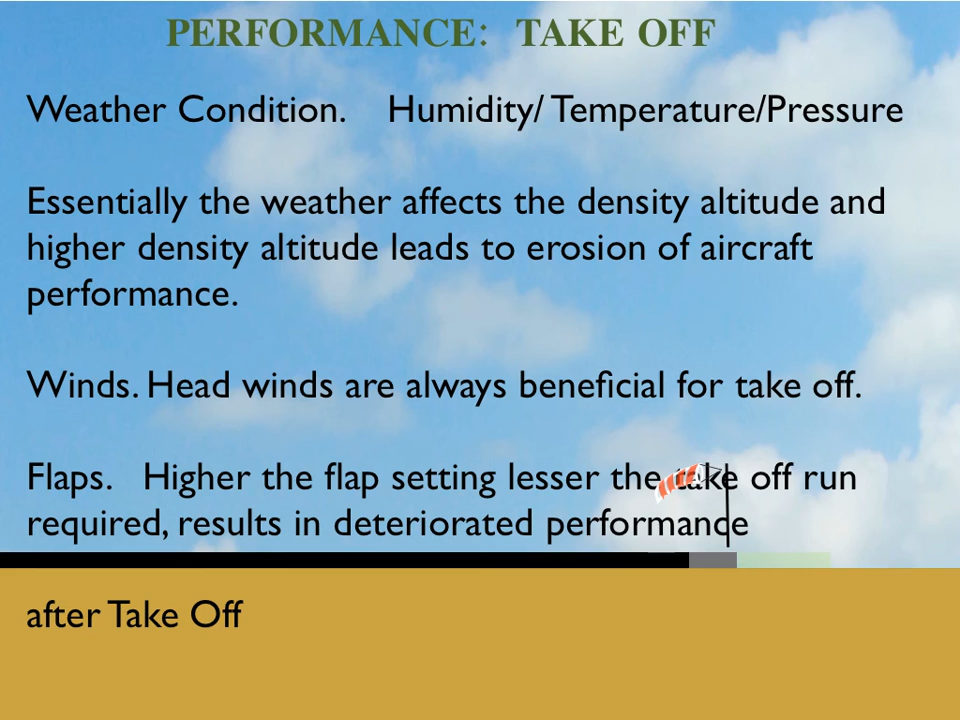 PERFORMANCE: TAKE OFF
Weather Condition. Humidity/ Temperature/Pressure
Essentially the weather affects the density altitude and
higher density altitude leads to erosion of aircraft
performance.
Winds. Head winds are always beneficial for take off.
Flaps. Higher the flap setting lesser the take off run
required, results in deteriorated performance
after Take Off